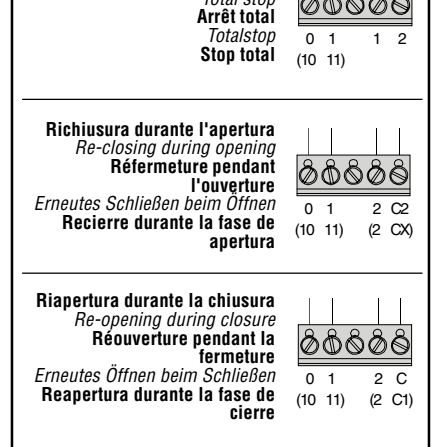 Total stop
Arrêt total
Totalstop
Stop total
0 1 1 2
(10 11)
Richiusura durante l'apertura
Re-closing during opening
Réfermeture pendant
l'ouverture
Erneutes Schließen beim Öffnen
Recierre durante la fase de
apertura
0 1 2 C2
(10 11) (2 CX)
Riapertura durante la chiusura
Re-opening during closure
Réouverture pendant la
fermeture
Erneutes Öffnen beim Schließen
Reapertura durante la fase de
cierre
0 1 2 C
(10 11) (2 C1)